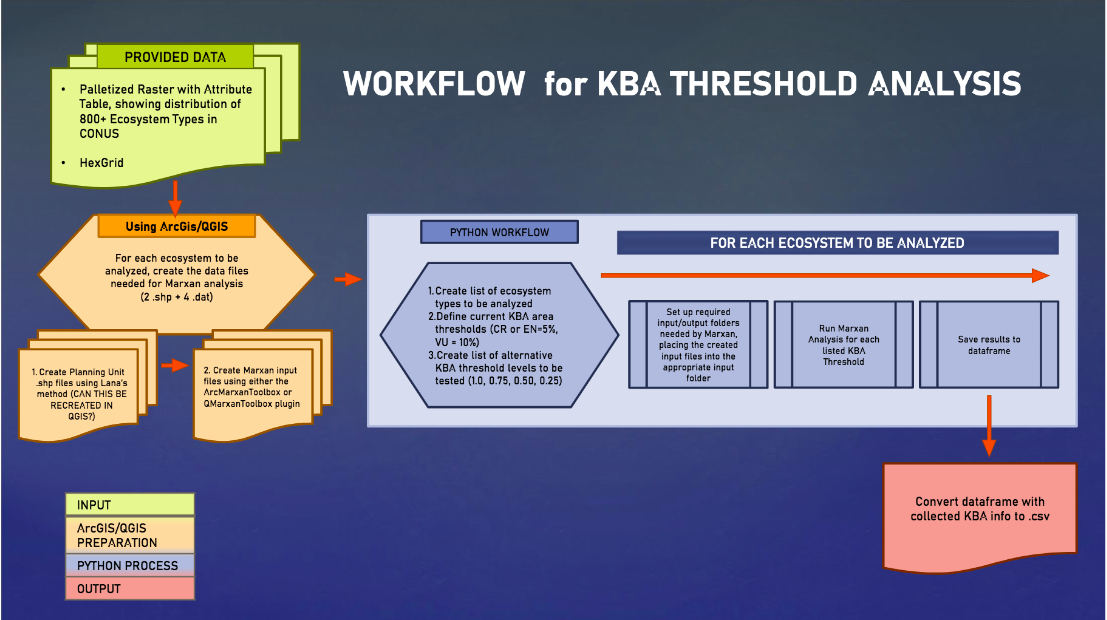 WORKFLOW for KBA THRESHOLD ANALYSIS
PROVIDED DATA
• Palletized Raster with Attribute
Table, showing distribution of
800+ Ecosystem Types in
CONUS
• HexGrid
Using ArcGis/QGIS
For each ecosystem to be
analyzed, create the data files
needed for Marxan analysis
(2 .shp + 4 .dat)
1. Create Planning Unit
.shp files using Lana's
method (CAN THIS BE
RECREATED IN
QGIS?)
2. Create Marxan input
files using either the
ArcMarxanToolbox or
QMarxanToolbox plugin
PYTHON WORKFLOW
1.Create list of ecosystem
types to be analyzed
2.Define current KBA area
thresholds (CR or EN=5%,
VU = 10%)
3.Create list of alternative
KBA threshold levels to be
tested (1.0, 0.75, 0.50, 0.25)
FOR EACH ECOSYSTEM TO BE ANALYZED
Set up required
input/output folders
needed by Marxan,
placing the created
input files into the
appropriate input
folder
Run Marxan
Analysis for each
listed KBA
Threshold
Save results to
dataframe
Convert dataframe with
collected KBA info to .csv
INPUT
ArcGIS/QGIS
PREPARATION
PYTHON PROCESS
OUTPUT